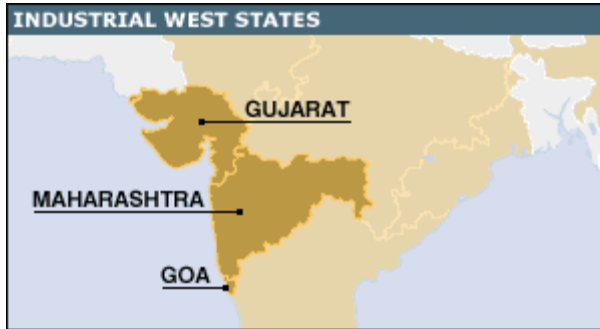 INDUSTRIAL WEST STATES
GUJARAT
MAHARASHTRA
GOA